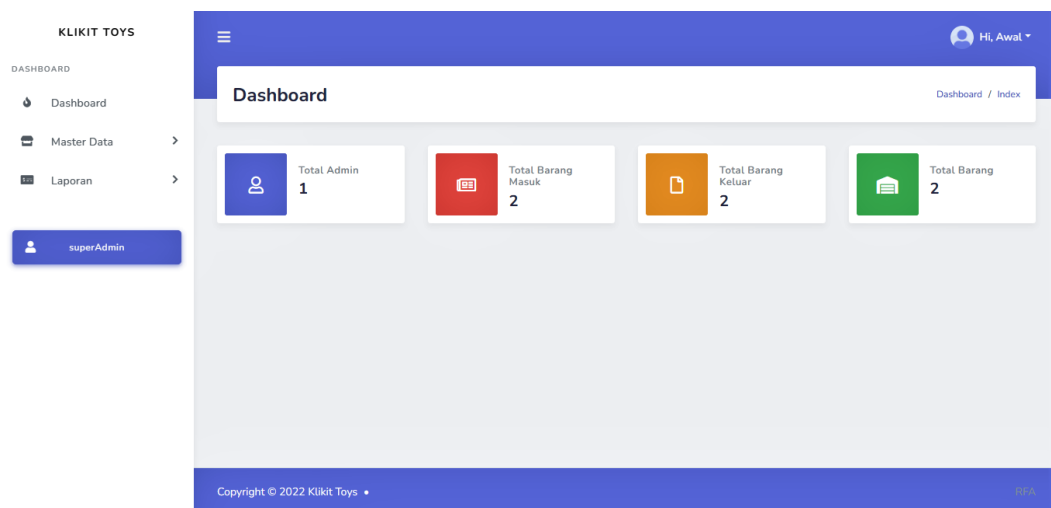 KLIKIT TOYS
DASHBOARD
Dashboard
Master Data
Laporan
superAdmin
Hi, Awal
Dashboard
Dashboard / Index
Total Admin
1
Total Barang
Masuk
2
Total Barang
Keluar
2
Total Barang
2
Copyright © 2022 Klikit Toys •
RFA